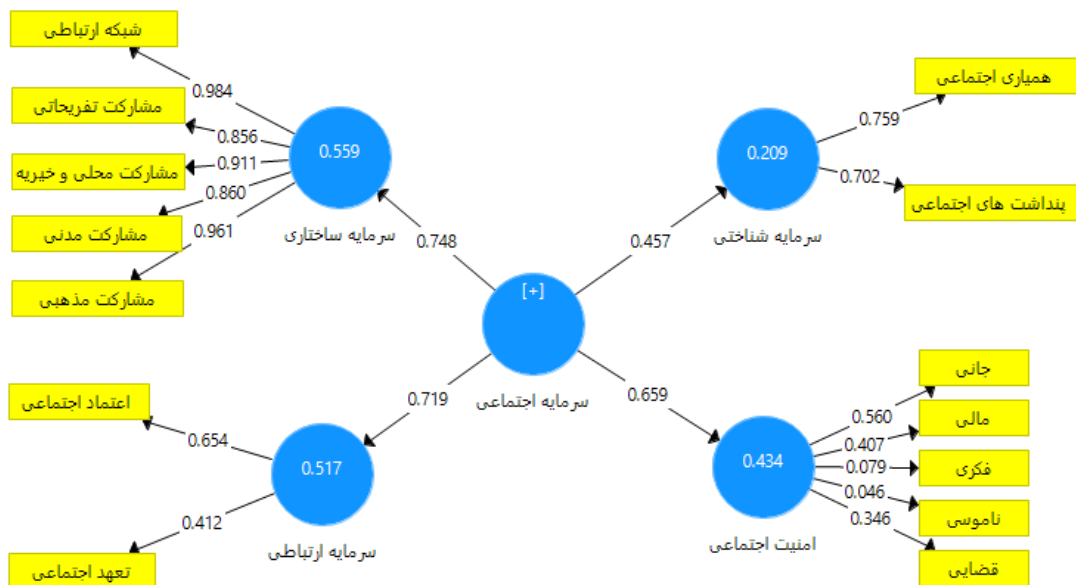 شبکه ارتباطی
0.984
مشارکت تفریحاتی
0.856
مشارکت محلی و خیریه
0.911
مشارکت مدنی
0.860
مشارکت مذهبی
0.961
0.559
سرمایه ساختاری
0.748
همیاری اجتماعی
0.759
پنداشت های اجتماعی
0.702
0.209
سرمایه شناختی
0.457
[+]
سرمایه اجتماعی
اعتماد اجتماعی
0.654
تعهد اجتماعی
0.412
0.517
سرمایه ارتباطی
0.719
0.659
0.434
امنیت اجتماعی
جانی
0.560
مالی
0.407
فکری
0.079
ناموسی
0.046
قضایی
0.346